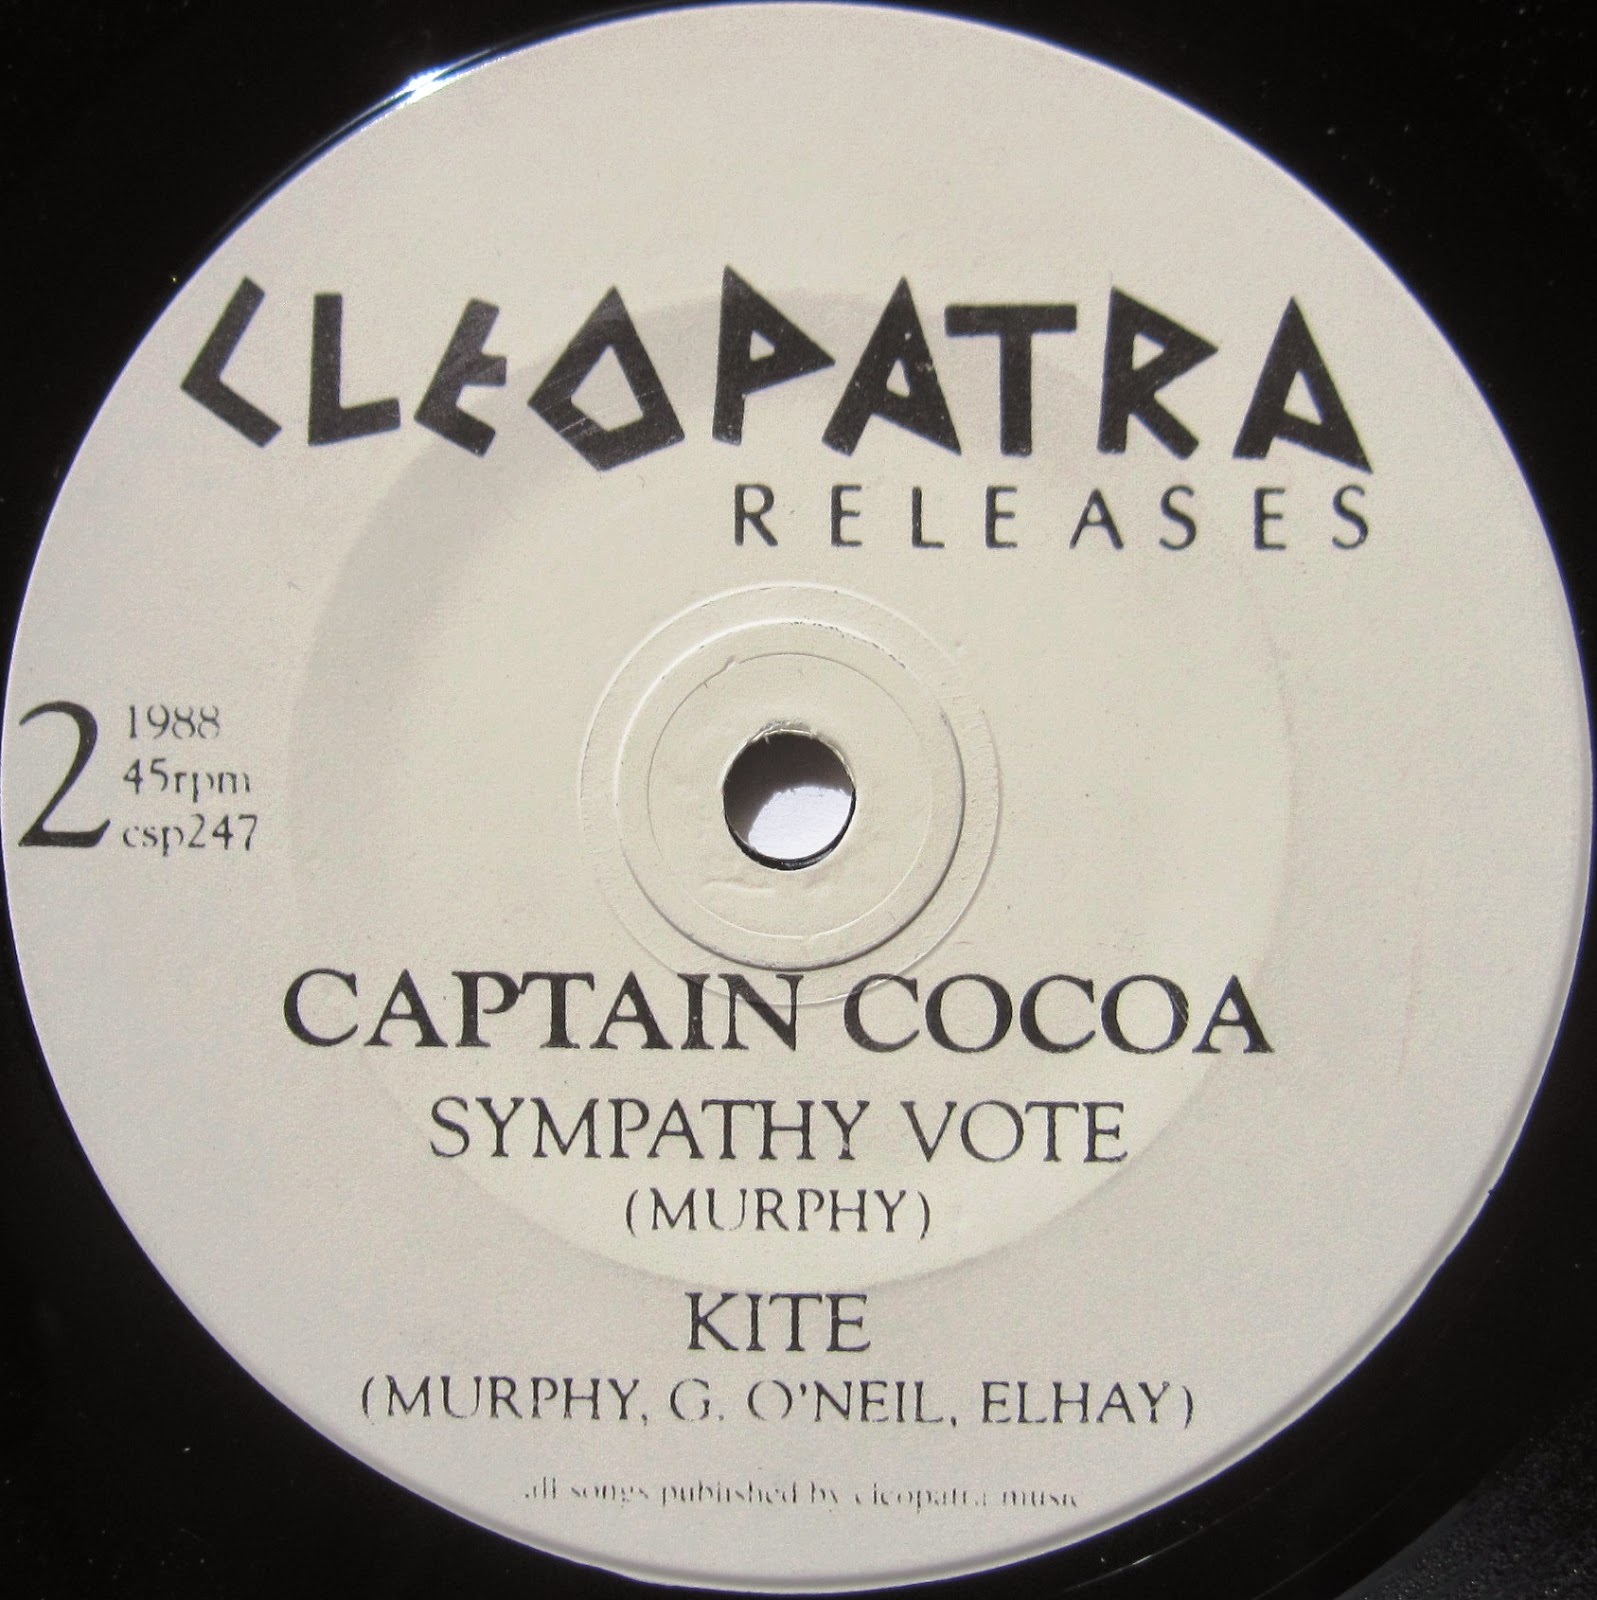 CLEOPATRA
RELEASES
2
1988
45rpm
csp247
CAPTAIN COCOA
SYMPATHY VOTE
(MURPHY)
KITE
(MURPHY, G. O'NEIL, ELHAY)
all songs published by cleopatra music